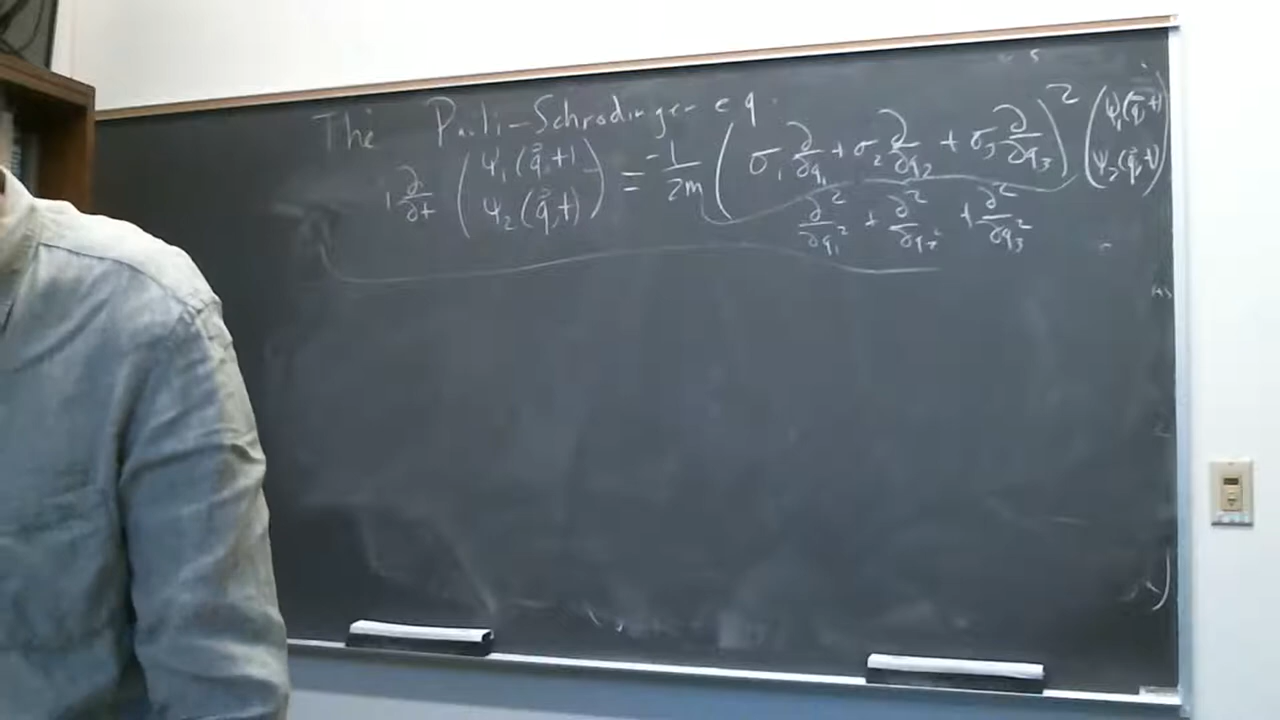 The Pauli-Schrodinger eq.
i ∂/∂t (ψ₁(q⃗,t) ψ₂(q⃗,t)) = -1/2m (σ₁ ∂/∂q₁ + σ₂ ∂/∂q₂ + σ₃ ∂/∂q₃)² (ψ₁(q⃗,t) ψ₂(q⃗,t))
∂²/∂q₁² + ∂²/∂q₂² + ∂²/∂q₃²